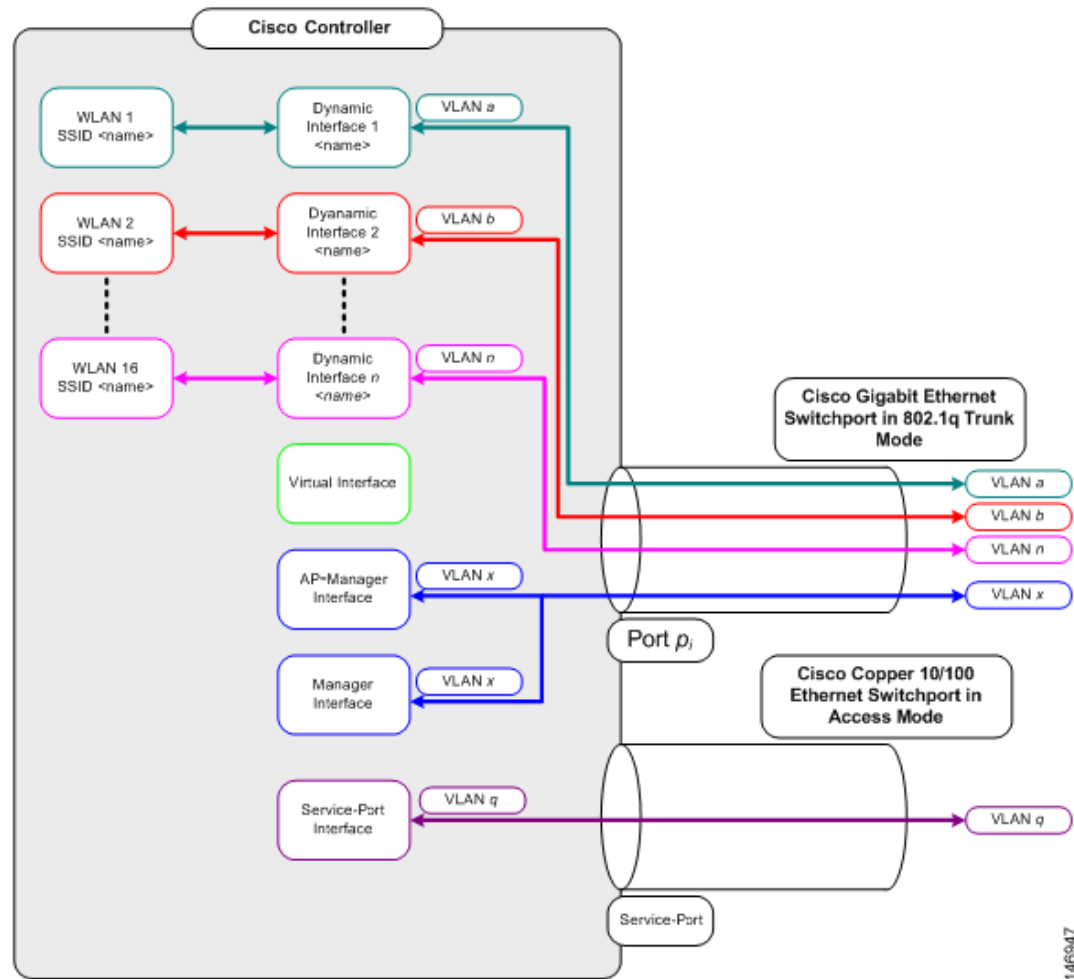 Cisco Controller
WLAN 1
SSID <name>
Dynamic
Interface 1
<name>
VLAN a
WLAN 2
SSID <name>
Dyanamic
Interface 2
<name>
VLAN b
WLAN 16
SSID <name>
Dynamic
Interface n
<name>
VLAN n
Virtual Interface
AP-Manager
Interface
VLAN x
Manager
Interface
VLAN x
Service-Port
Interface
VLAN q
Cisco Gigabit Ethernet
Switchport in 802.1q Trunk
Mode
VLAN a
VLAN b
VLAN n
VLAN x
Port pi
Cisco Copper 10/100
Ethernet Switchport in
Access Mode
VLAN q
Service-Port
146947